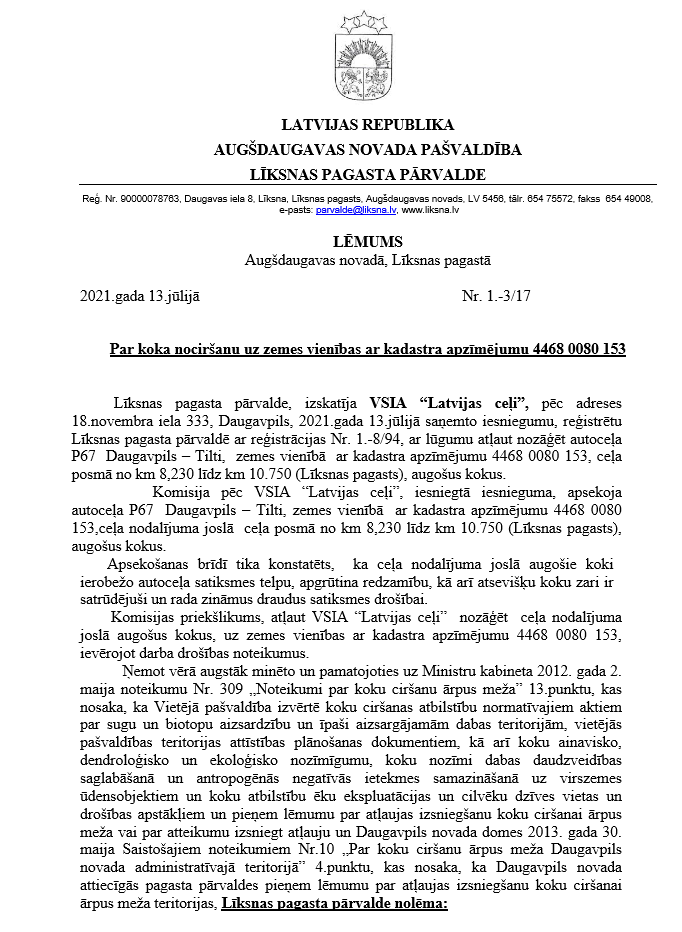 LATVIJAS REPUBLIKA
AUGŠDAUGAVAS NOVADA PAŠVALDĪBA
LĪKSNAS PAGASTA PĀRVALDE
Reģ. Nr. 90000078763, Daugavas iela 8, Līksna, Līksnas pagasts, Augšdaugavas novads, LV 5456, tālr. 654 75572, fakss 654 49008,
e-pasts: parvalde@liksna.lv, www.liksna.lv
LĒMUMS
Augšdaugavas novadā, Līksnas pagastā
2021.gada 13.jūlijā Nr. 1.-3/17
Par koka nociršanu uz zemes vienības ar kadastra apzīmējumu 4468 0080 153
Līksnas pagasta pārvalde, izskatīja VSIA “Latvijas ceļi”, pēc adreses
18.novembra iela 333, Daugavpils, 2021.gada 13.jūlijā saņemto iesniegumu, reģistrētu
Līksnas pagasta pārvaldē ar reģistrācijas Nr. 1.-8/94, ar lūgumu atļaut nozāģēt autoceļa
P67 Daugavpils – Tilti, zemes vienībā ar kadastra apzīmējumu 4468 0080 153, ceļa
posmā no km 8,230 līdz km 10.750 (Līksnas pagasts), augošus kokus.
Komisija pēc VSIA “Latvijas ceļi”, iesniegtā iesnieguma, apsekoja
autoceļa P67 Daugavpils – Tilti, zemes vienībā ar kadastra apzīmējumu 4468 0080
153,ceļa nodalījuma joslā ceļa posmā no km 8,230 līdz km 10.750 (Līksnas pagasts),
augošus kokus.
Apsekošanas brīdī tika konstatēts, ka ceļa nodalījuma joslā augošie koki
ierobežo autoceļa satiksmes telpu, apgrūtina redzamību, kā arī atsevišķu koku zari ir
satrūdējuši un rada zināmus draudus satiksmes drošībai.
Komisijas priekšlikums, atļaut VSIA “Latvijas ceļi” nozāģēt ceļa nodalījuma
joslā augošus kokus, uz zemes vienības ar kadastra apzīmējumu 4468 0080 153,
ievērojot darba drošības noteikumus.
Ņemot vērā augstāk minēto un pamatojoties uz Ministru kabineta 2012. gada 2.
maija noteikumu Nr. 309 „Noteikumi par koku ciršanu ārpus meža” 13.punktu, kas
nosaka, ka Vietējā pašvaldība izvērtē koku ciršanas atbilstību normatīvajiem aktiem
par sugu un biotopu aizsardzību un īpaši aizsargājamām dabas teritorijām, vietējās
pašvaldības teritorijas attīstības plānošanas dokumentiem, kā arī koku ainavisko,
dendroloģisko un ekoloģisko nozīmīgumu, koku nozīmi dabas daudzveidības
saglabāšanā un antropogēnās negatīvās ietekmes samazināšanā uz virszemes
ūdensobjektiem un koku atbilstību ēku ekspluatācijas un cilvēku dzīves vietas un
drošības apstākļiem un pieņem lēmumu par atļaujas izsniegšanu koku ciršanai ārpus
meža vai par atteikumu izsniegt atļauju un Daugavpils novada domes 2013. gada 30.
maija Saistošajiem noteikumiem Nr.10 „Par koku ciršanu ārpus meža Daugavpils
novada administratīvajā teritorijā” 4.punktu, kas nosaka, ka Daugavpils novada
attiecīgās pagasta pārvaldes pieņem lēmumu par atļaujas izsniegšanu koku ciršanai
ārpus meža teritorijas, Līksnas pagasta pārvalde nolēma: